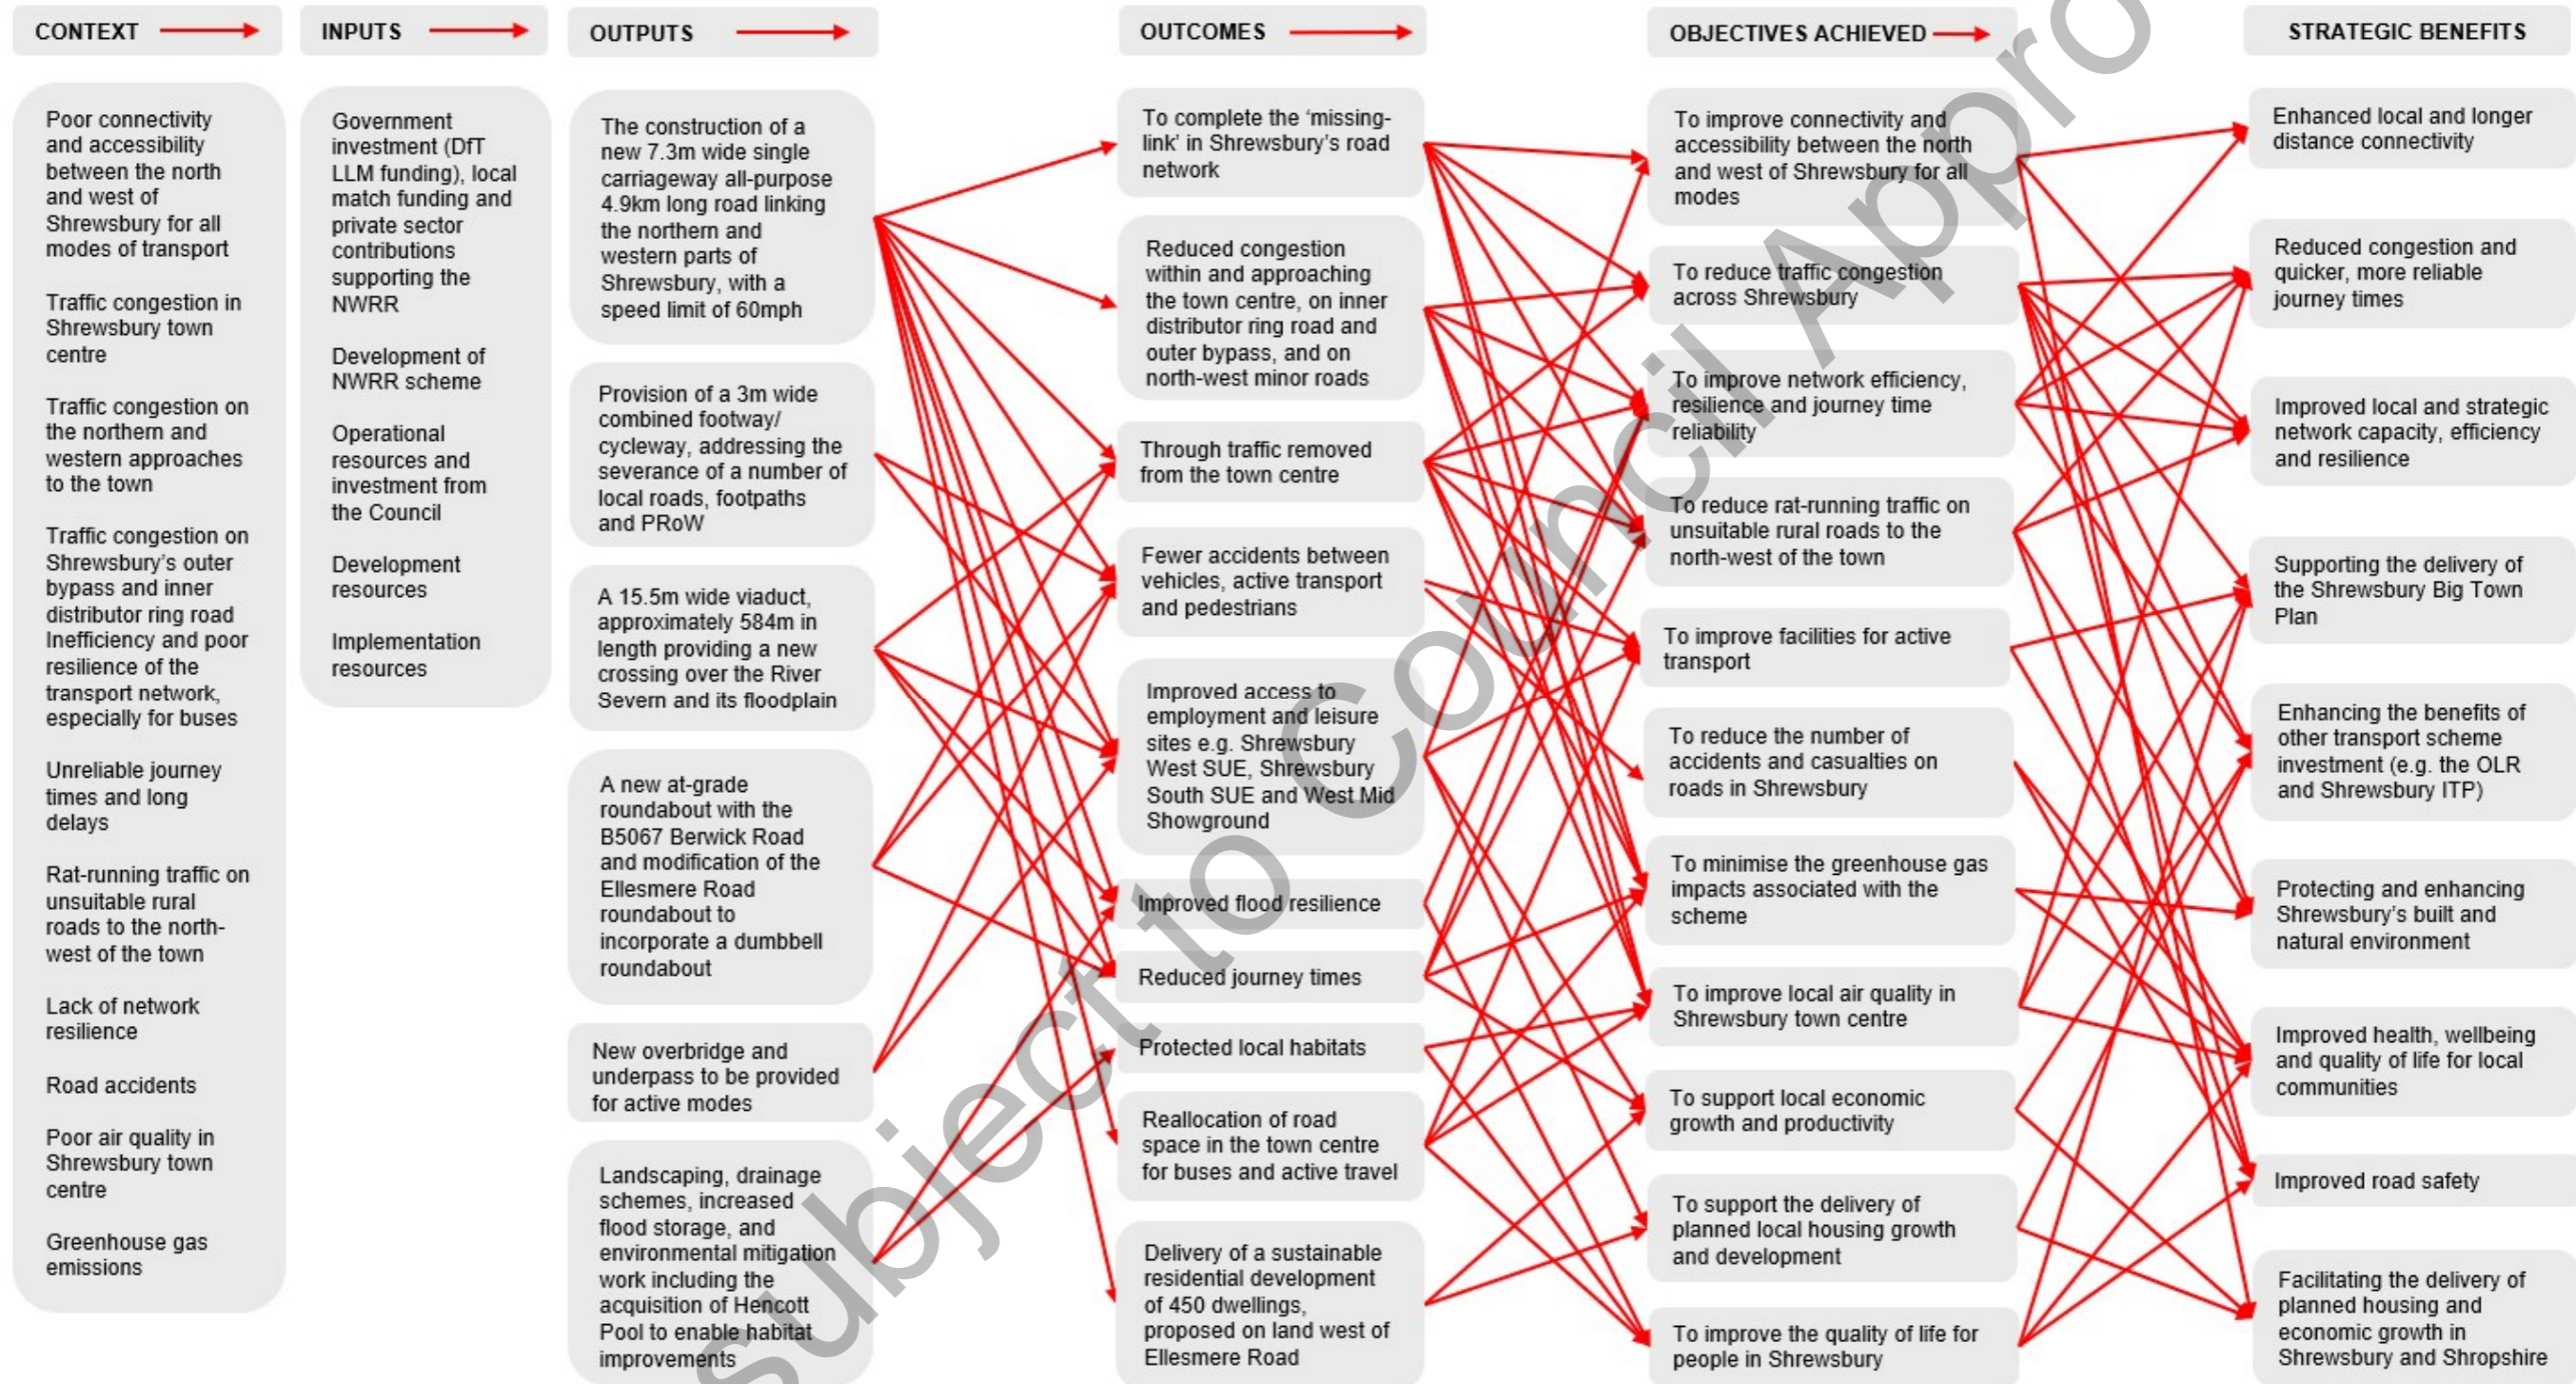 CONTEXT
INPUTS
OUTPUTS
OUTCOMES
OBJECTIVES ACHIEVED
STRATEGIC BENEFITS
Poor connectivity
and accessibility
between the north
and west of
Shrewsbury for all
modes of transport
Traffic congestion in
Shrewsbury town
centre
Traffic congestion on
the northern and
western approaches
to the town
Traffic congestion on
Shrewsbury's outer
bypass and inner
distributor ring road
Inefficiency and poor
resilience of the
transport network,
especially for buses
Unreliable journey
times and long
delays
Rat-running traffic on
unsuitable rural
roads to the north-
west of the town
Lack of network
resilience
Road accidents
Poor air quality in
Shrewsbury town
centre
Greenhouse gas
emissions
Government
investment (DfT
LLM funding), local
match funding and
private sector
contributions
supporting the
NWRR
Development of
NWRR scheme
Operational
resources and
investment from
the Council
Development
resources
Implementation
resources
The construction of a
new 7.3m wide single
carriageway all-purpose
4.9km long road linking
the northern and
western parts of
Shrewsbury, with a
speed limit of 60mph
Provision of a 3m wide
combined footway/
cycleway, addressing the
severance of a number of
local roads, footpaths
and PRoW
A 15.5m wide viaduct,
approximately 584m in
length providing a new
crossing over the River
Severn and its floodplain
A new at-grade
roundabout with the
B5067 Berwick Road
and modification of the
Ellesmere Road
roundabout to
incorporate a dumbbell
roundabout
New overbridge and
underpass to be provided
for active modes
Landscaping, drainage
schemes, increased
flood storage, and
environmental mitigation
work including the
acquisition of Hencott
Pool to enable habitat
improvements
To complete the 'missing-
link' in Shrewsbury's road
network
Reduced congestion
within and approaching
the town centre, on inner
distributor ring road and
outer bypass, and on
north-west minor roads
Through traffic removed
from the town centre
Fewer accidents between
vehicles, active transport
and pedestrians
Improved access to
employment and leisure
sites e.g. Shrewsbury
West SUE, Shrewsbury
South SUE and West Mid
Showground
Improved flood resilience
Reduced journey times
Protected local habitats
Reallocation of road
space in the town centre
for buses and active travel
Delivery of a sustainable
residential development
of 450 dwellings,
proposed on land west of
Ellesmere Road
To improve connectivity and
accessibility between the north
and west of Shrewsbury for all
modes
To reduce traffic congestion
across Shrewsbury
To improve network efficiency,
resilience and journey time
reliability
To reduce rat-running traffic on
unsuitable rural roads to the
north-west of the town
To improve facilities for active
transport
To reduce the number of
accidents and casualties on
roads in Shrewsbury
To minimise the greenhouse gas
impacts associated with the
scheme
To improve local air quality in
Shrewsbury town centre
To support local economic
growth and productivity
To support the delivery of
planned local housing growth
and development
To improve the quality of life for
people in Shrewsbury
Enhanced local and longer
distance connectivity
Reduced congestion and
quicker, more reliable
journey times
Improved local and strategic
network capacity, efficiency
and resilience
Supporting the delivery of
the Shrewsbury Big Town
Plan
Enhancing the benefits of
other transport scheme
investment (e.g. the OLR
and Shrewsbury ITP)
Protecting and enhancing
Shrewsbury's built and
natural environment
Improved health, wellbeing
and quality of life for local
communities
Improved road safety
Facilitating the delivery of
planned housing and
economic growth in
Shrewsbury and Shropshire
subject to Council Appro